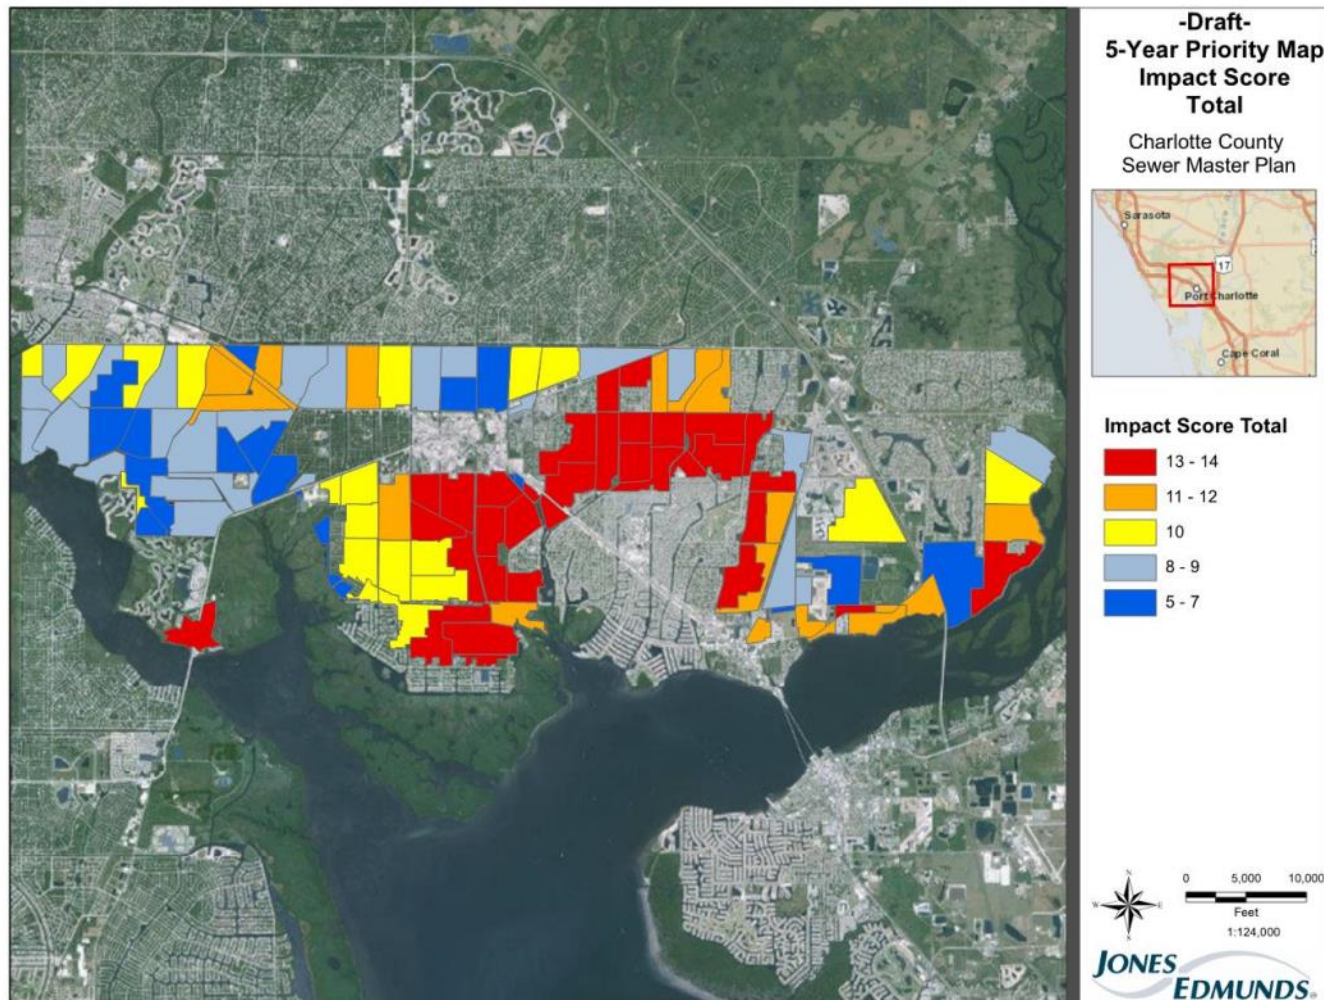 -Draft-
5-Year Priority Map
Impact Score
Total
Charlotte County
Sewer Master Plan
Sarasota
17
Port Charlotte
Cape Coral
Impact Score Total
13 - 14
11 - 12
10
8 - 9
5 - 7
N
W E
S
0 5,000 10,000
Feet
1:124,000
JONES
EDMUNDS